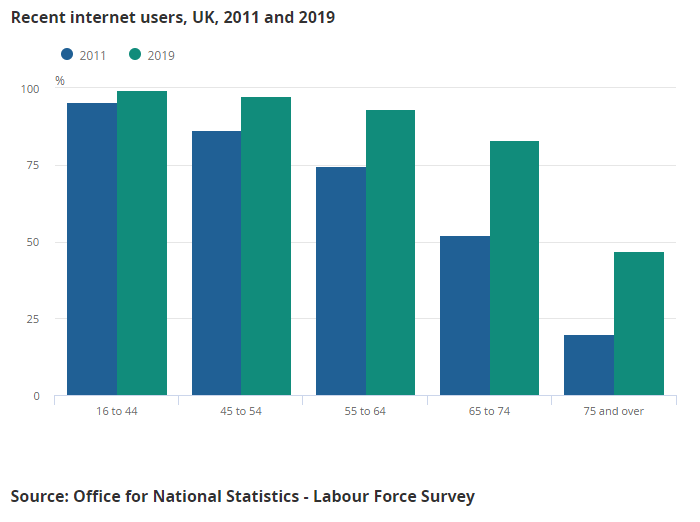 Recent internet users, UK, 2011 and 2019
2011 2019
%
100
75
50
25
0
16 to 44 45 to 54 55 to 64 65 to 74 75 and over
Source: Office for National Statistics - Labour Force Survey